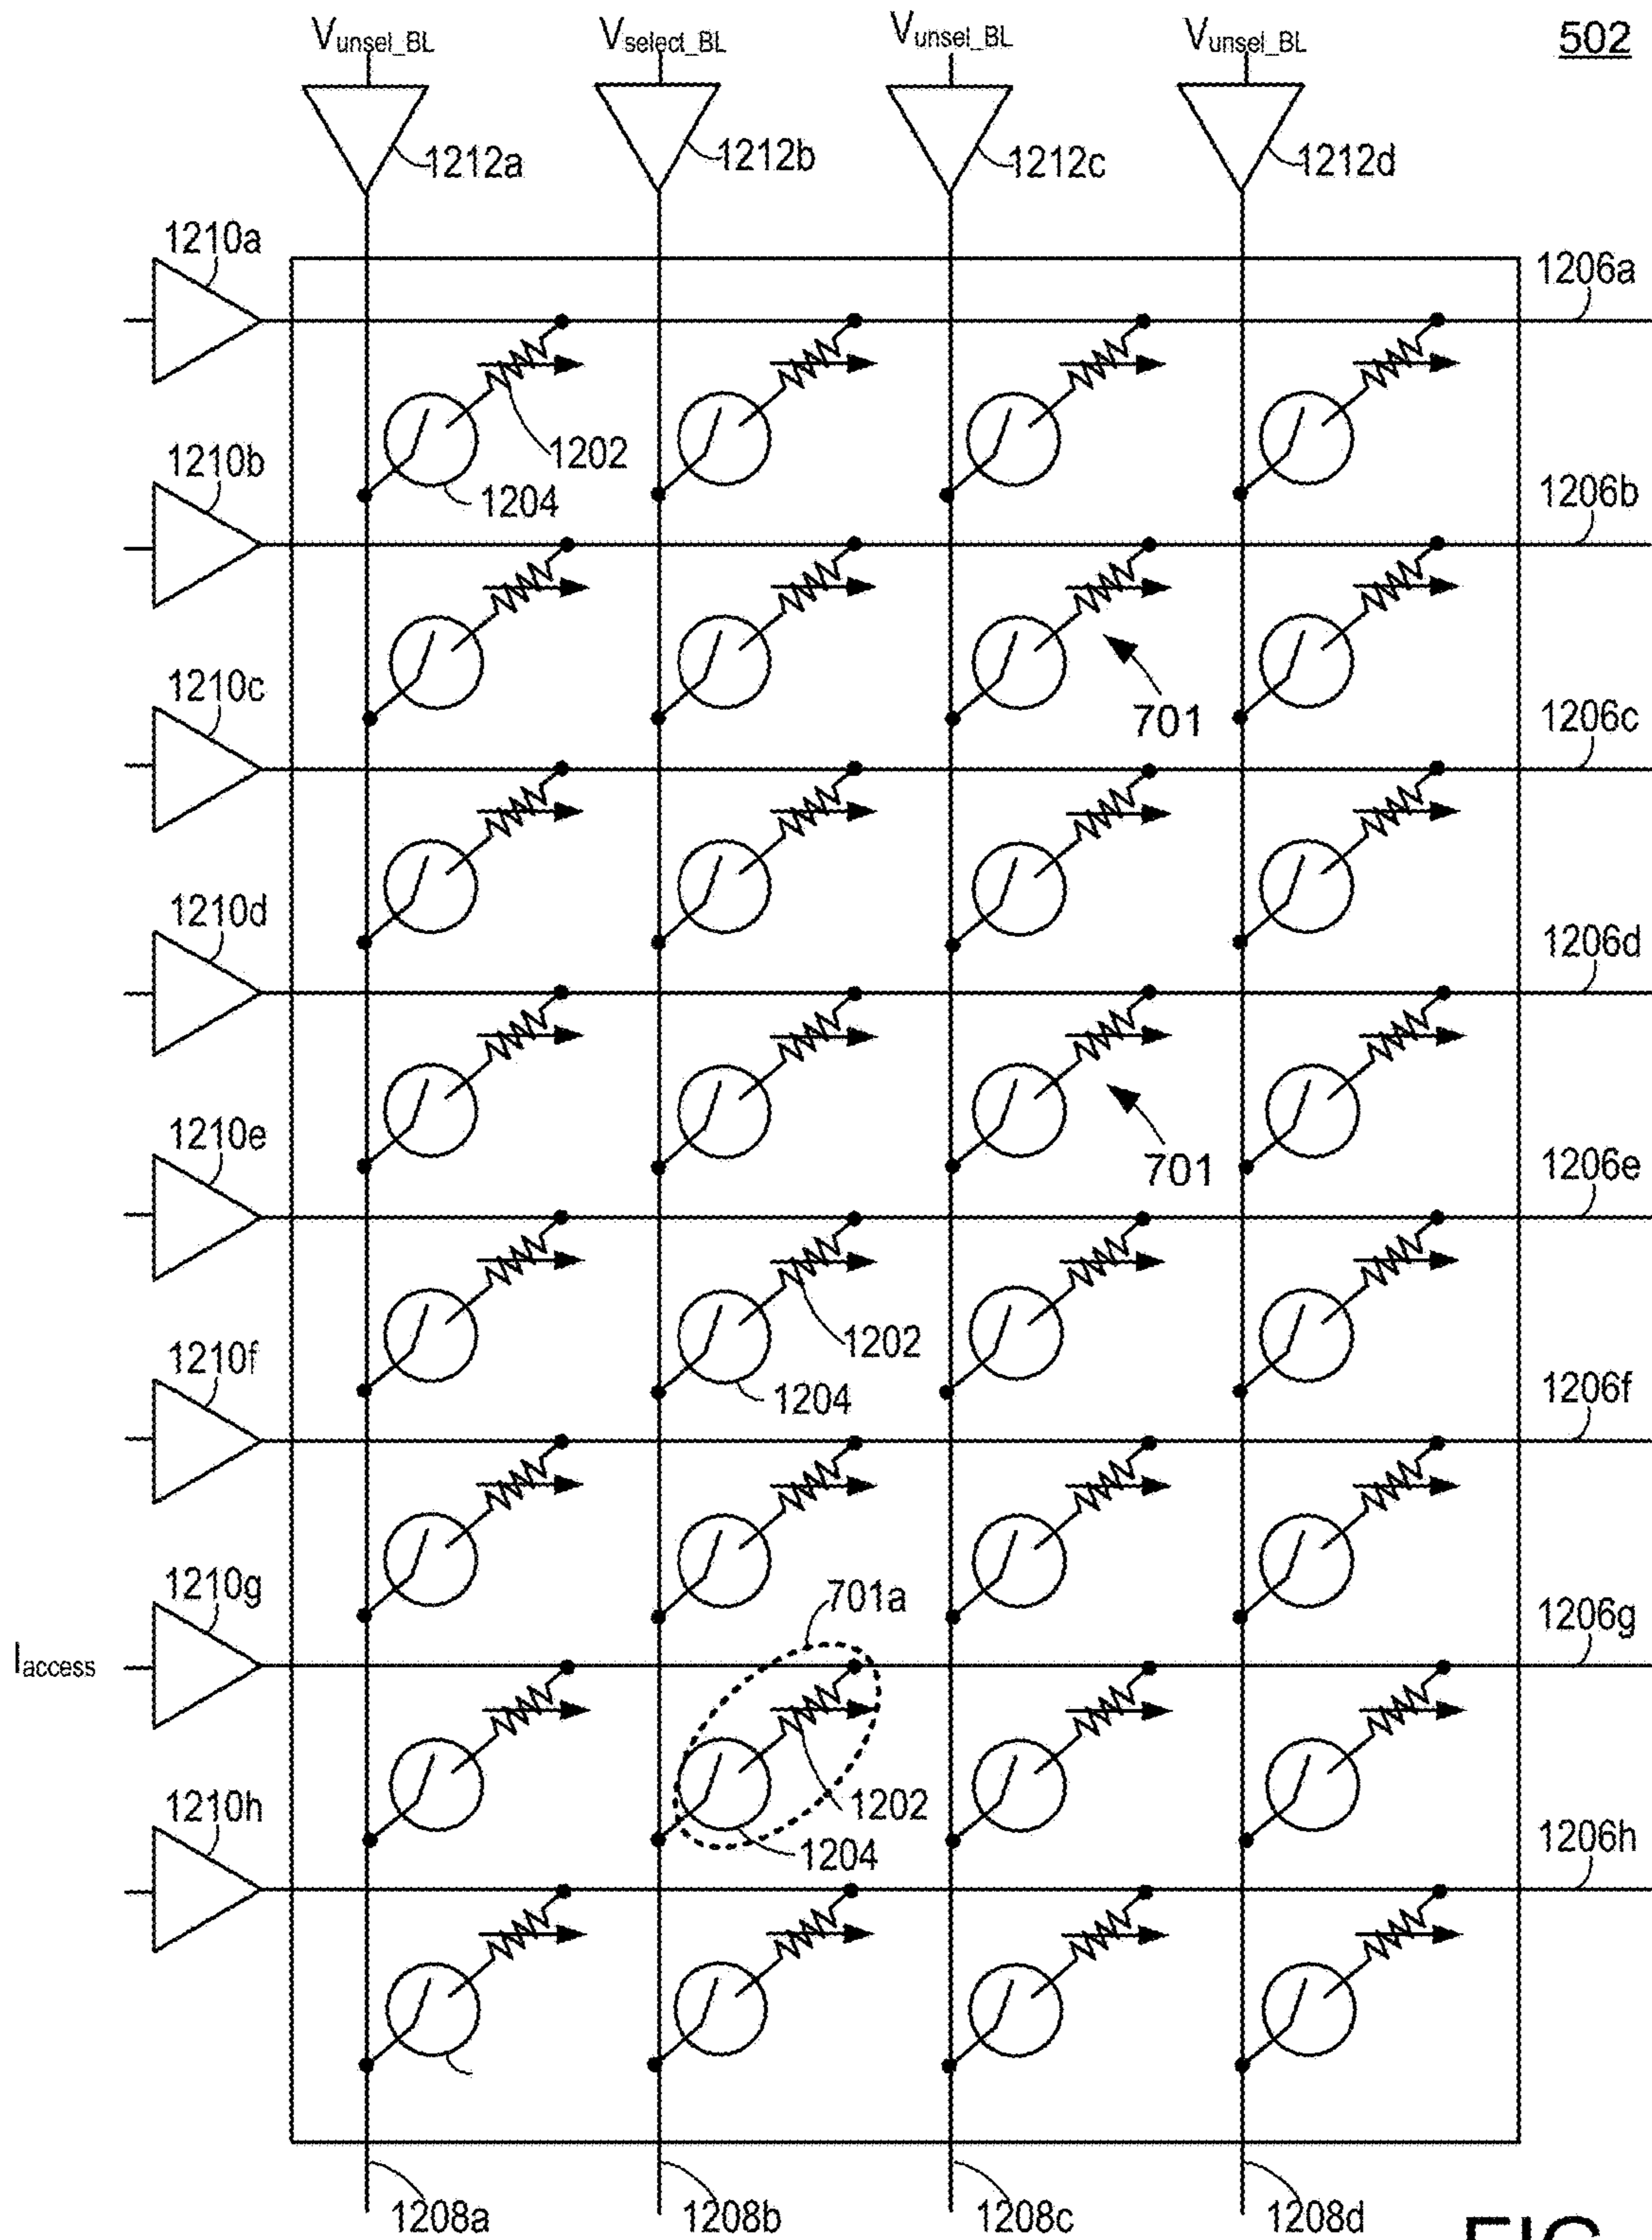 Vunsel_BL Vselect_BL Vunsel_BL Vunsel_BL 502
1212a 1212b 1212c 1212d
1210a 1206a
1202
1210b 1204 1206b
1210c 701 1206c
1210d 1206d
1210e 701 1206e
1202
1210f 1204 1206f
1210g 701a 1206g
Iaccess
1202
1210h 1204 1206h
1208a 1208b 1208c 1208d